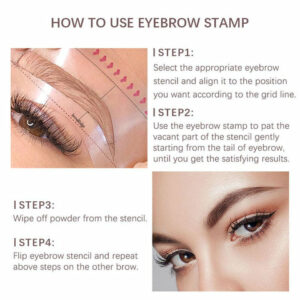 HOW TO USE EYEBROW STAMP
STEP1:
Select the appropriate eyebrow
stencil and align it to the position
you want according to the grid line.
STEP2:
Use the eyebrow stamp to pat the
vacant part of the stencil gently
starting from the tail of eyebrow,
until you get the satisfying results.
STEP3:
Wipe off powder from the stencil.
STEP4:
Flip eyebrow stencil and repeat
above steps on the other brow.